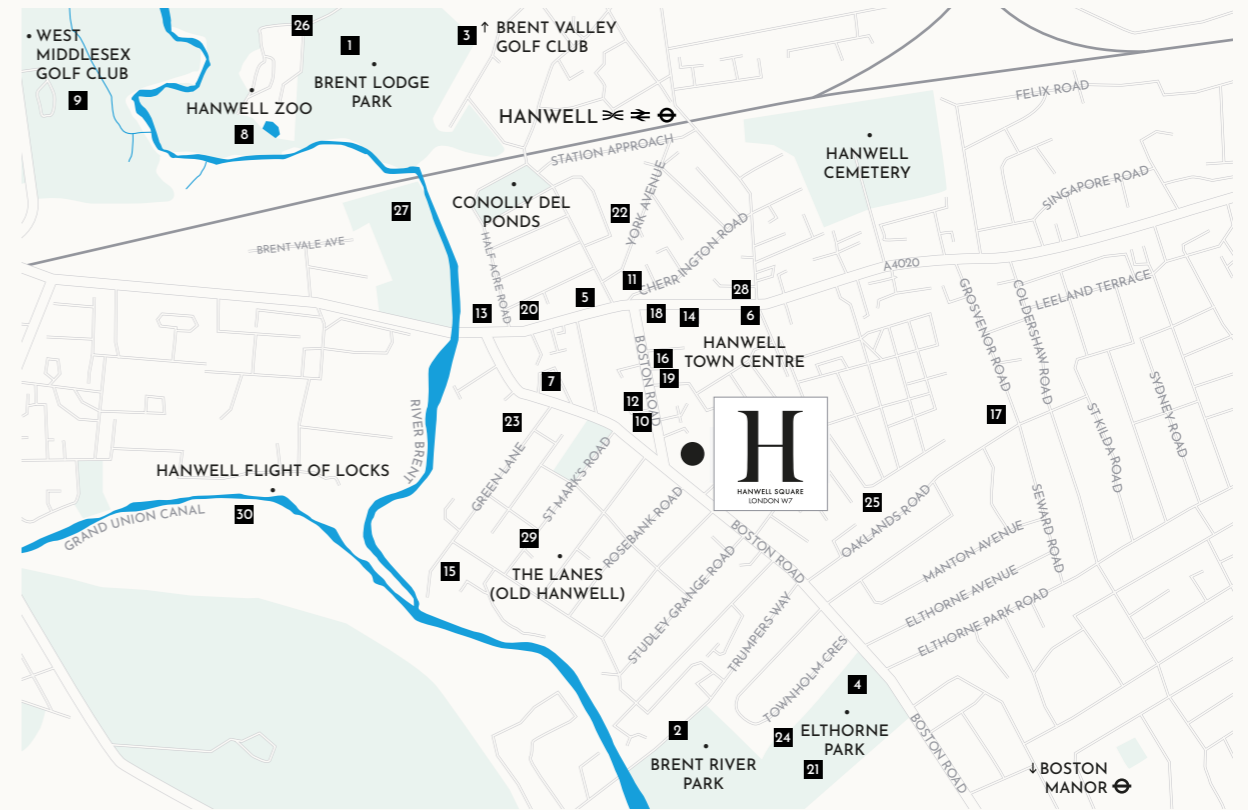 26
1
3
↑ BRENT VALLEY
GOLF CLUB
• WEST
MIDDLESEX
GOLF CLUB
9
BRENT LODGE
PARK
HANWELL ZOO
8
HANWELL
FELIX ROAD
STATION APPROACH
HANWELL
CEMETERY
SINGAPORE ROAD
CONOLLY DEL
PONDS
27
22
YORK AVENUE
BRENT VALE AVE
HALF ACRE ROAD
CHERRINGTON ROAD
A4020
11
28
5
13
20
18
14
6
GROSVENOR ROAD
COLDERSHAW ROAD
LEELAND TERRACE
BOSTON ROAD
HANWELL
TOWN CENTRE
16
19
7
12
10
23
17
SYDNEY ROAD
ST KILDA ROAD
RIVER BRENT
H
HANWELL SQUARE
LONDON W7
HANWELL FLIGHT OF LOCKS
30
GRAND UNION CANAL
GREEN LANE
ST MARK'S ROAD
ROSEBANK ROAD
25
OAKLANDS ROAD
SEWARD ROAD
BOSTON ROAD
MANTON AVENUE
29
15
THE LANES
(OLD HANWELL)
STUDLEY GRANGE ROAD
TRUMPERS WAY
ELTHORNE AVENUE
ELTHORNE PARK ROAD
TOWNHOLM CRES
4
2
24
ELTHORNE
PARK
21
BRENT RIVER
PARK
BOSTON ROAD
↓BOSTON
MANOR